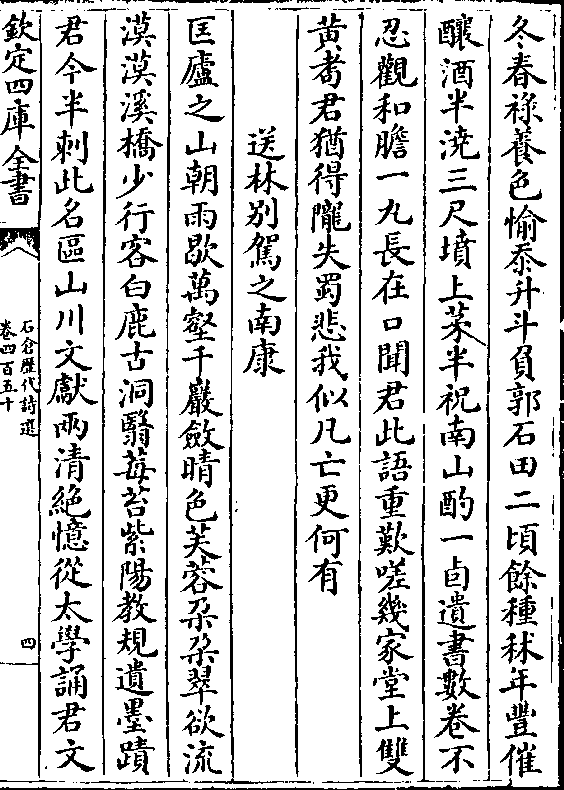 冬春祿養色愉㤗升斗負郭石田二頃餘種秫年豐催
釀酒半澆三尺墳上茅半祝南山酌一卣遺書數卷不
忍觀和膽一丸長在口聞君此語重歎嗟幾家堂上雙
黄耈君猶得隴失蜀悲我似凡亡更何有
送林别駕之南康
匡廬之山朝雨歇萬壑千巖斂晴色芙蓉朶朶翠欲流
漠漠溪橋少行客白鹿古洞翳莓苔紫陽教規遺墨蹟
君今半刺此名區山川文獻兩清絶憶從太學誦君文
欽定四庫全書
石倉歷代詩選
卷四百五十
四